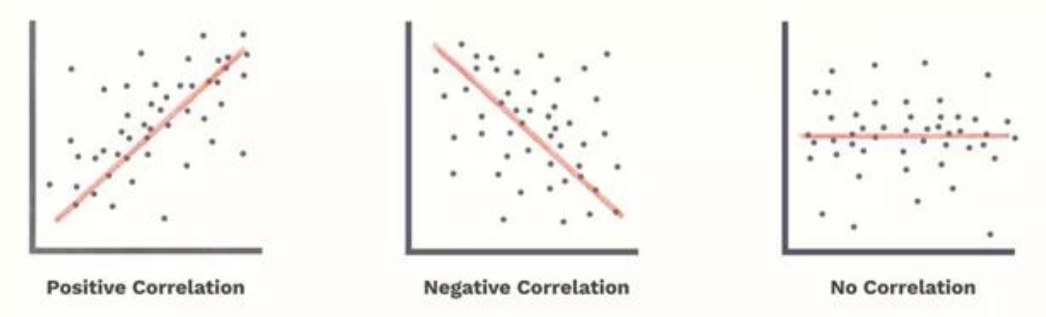 Positive Correlation
Negative Correlation
No Correlation